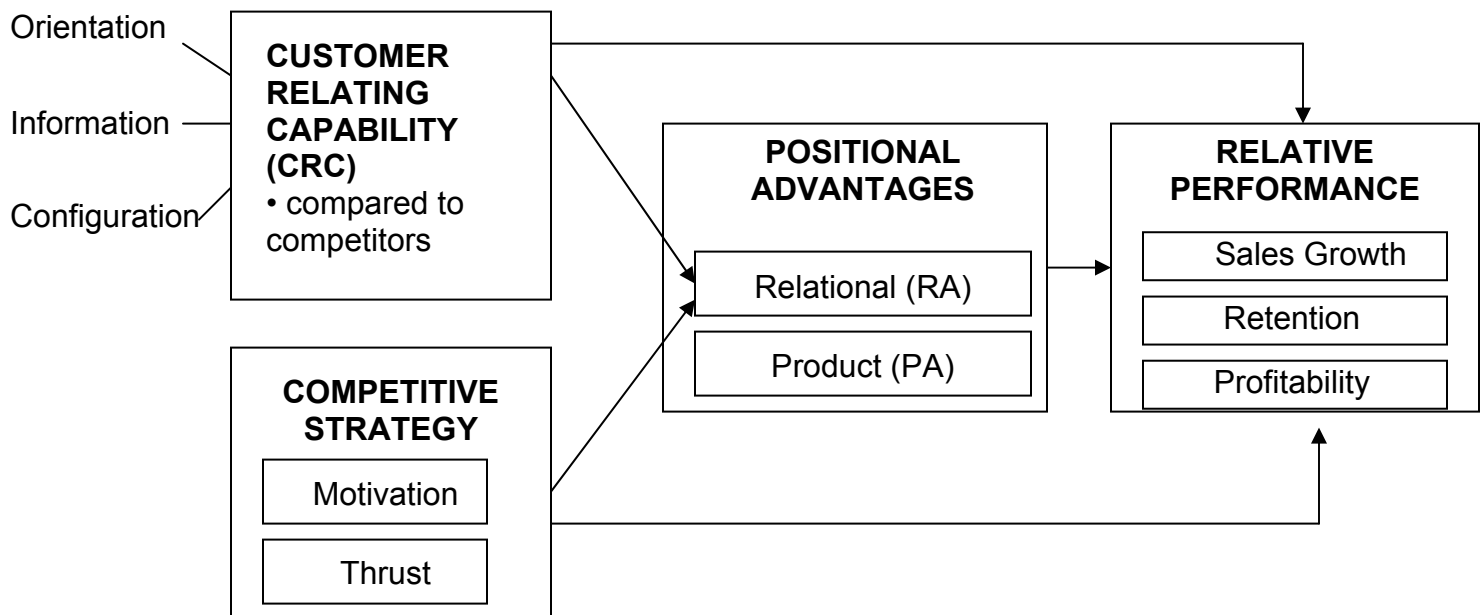 Orientation
Information
Configuration
CUSTOMER
RELATING
CAPABILITY
(CRC)
• compared to
competitors
COMPETITIVE
STRATEGY
Motivation
Thrust
POSITIONAL
ADVANTAGES
Relational (RA)
Product (PA)
RELATIVE
PERFORMANCE
Sales Growth
Retention
Profitability